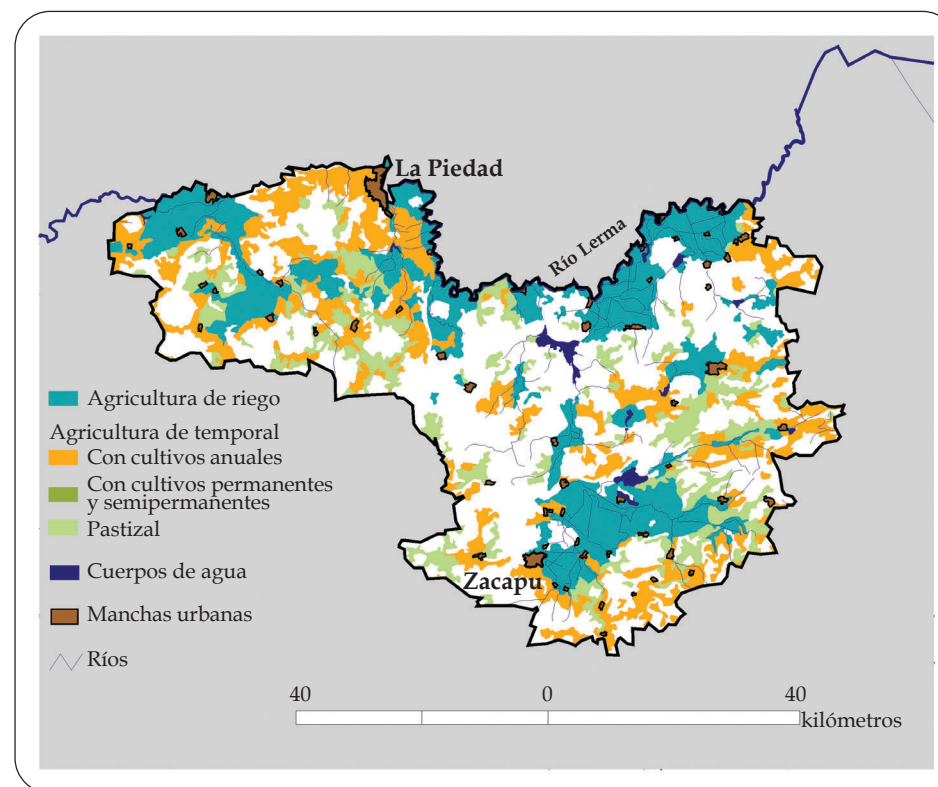 La Piedad
Río Lerma
Agricultura de riego
Agricultura de temporal
Con cultivos anuales
Con cultivos permanentes
y semipermanentes
Pastizal
Cuerpos de agua
Manchas urbanas
Ríos
Zacapu
40 0 40
kilómetros